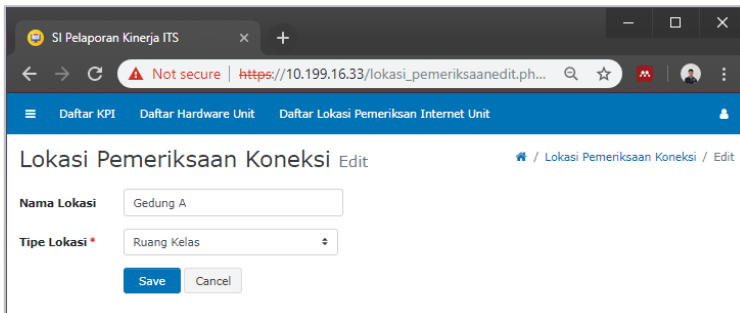 SI Pelaporan Kinerja ITS
Not secure | https://10.199.16.33/lokasi_pemeriksaanedit.ph...
Daftar KPI Daftar Hardware Unit Daftar Lokasi Pemeriksan Internet Unit
Lokasi Pemeriksaan Koneksi Edit / Lokasi Pemeriksaan Koneksi / Edit
Nama Lokasi Gedung A
Tipe Lokasi * Ruang Kelas
Save Cancel